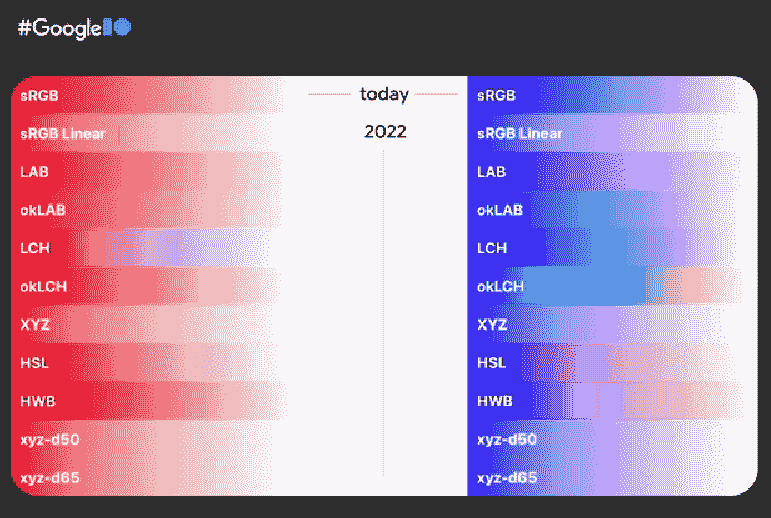 #GoogleIO
sRGB
sRGB Linear
LAB
okLAB
LCH
okLCH
XYZ
HSL
HWB
xyz-d50
xyz-d65
today
2022
sRGB
sRGB Linear
LAB
okLAB
LCH
okLCH
XYZ
HSL
HWB
xyz-d50
xyz-d65